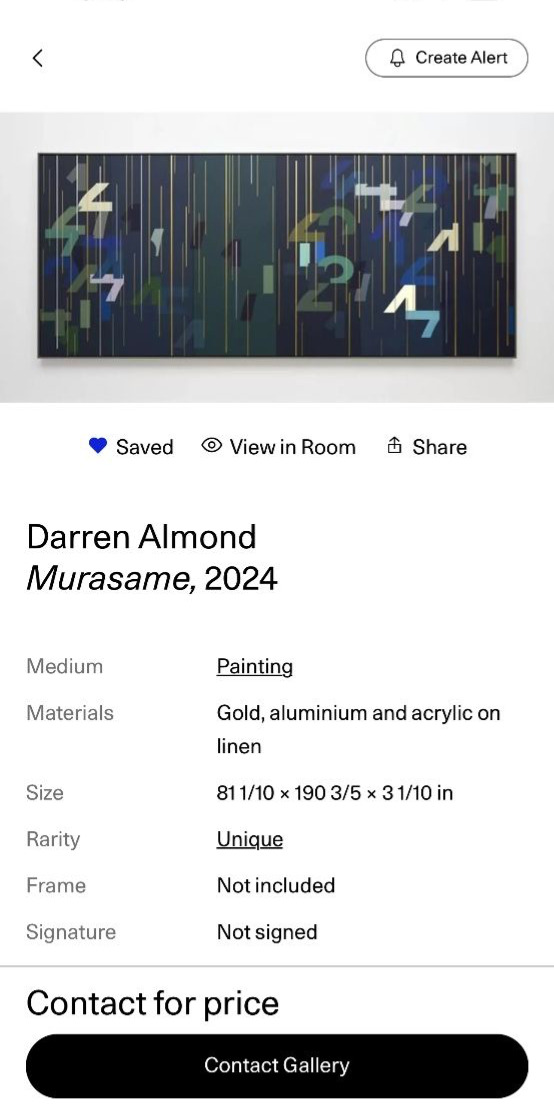 Create Alert
Saved
View in Room
Share
Darren Almond
Murasame, 2024
Medium
Painting
Materials
Gold, aluminium and acrylic on
linen
Size
81 1/10 × 190 3/5 × 3 1/10 in
Rarity
Unique
Frame
Not included
Signature
Not signed
Contact for price
Contact Gallery